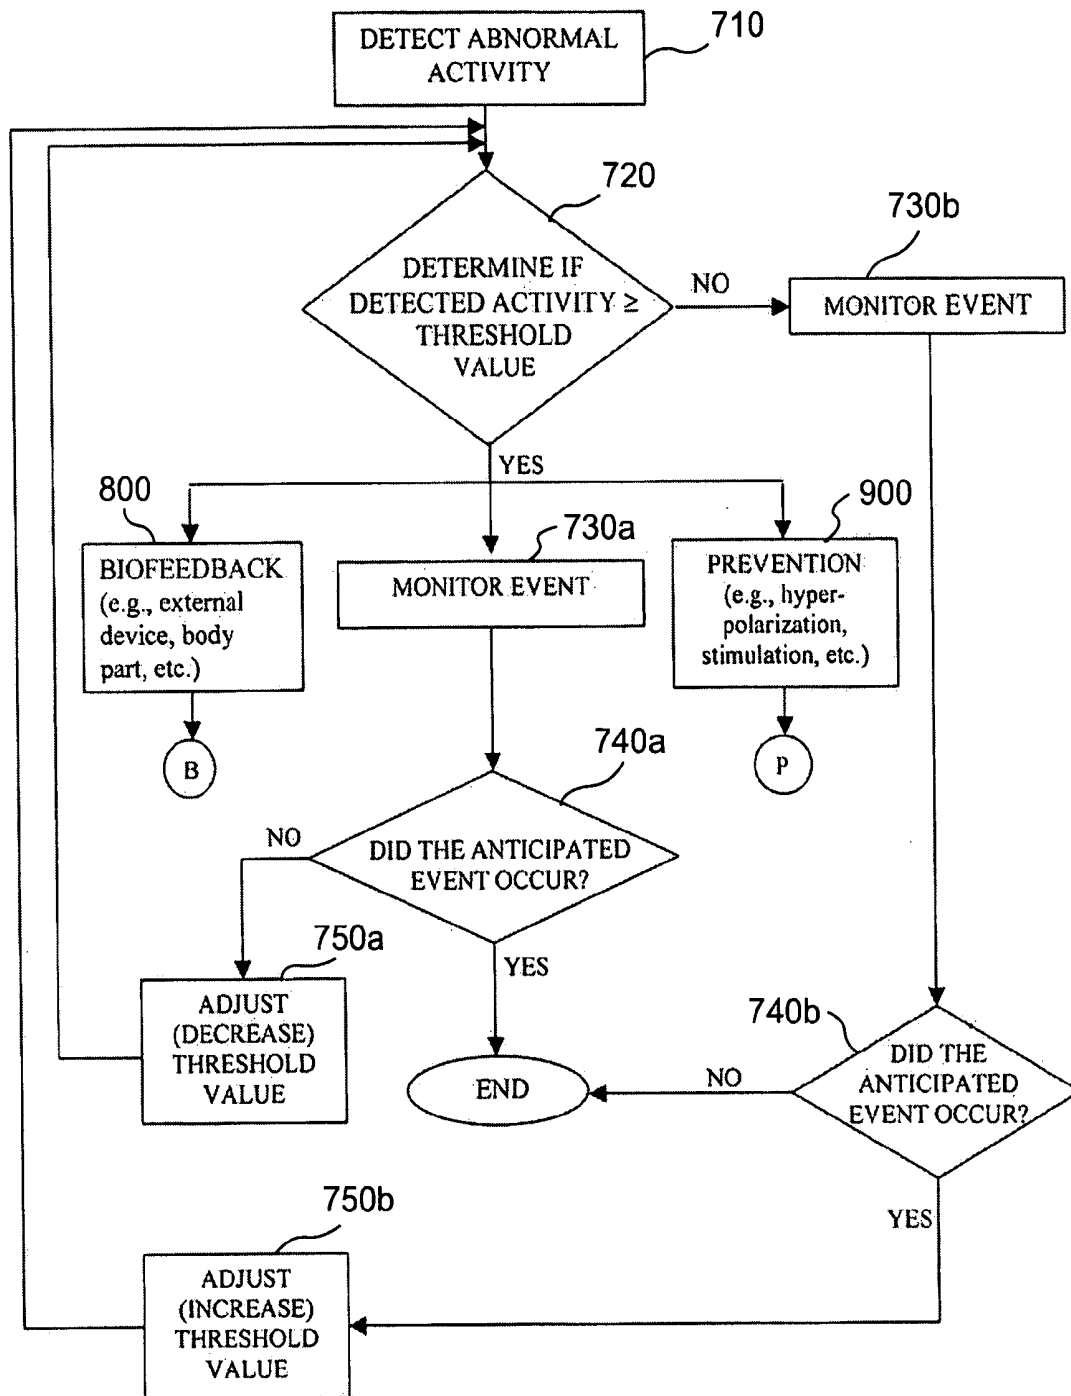 DETECT ABNORMAL
ACTIVITY
710
720
DETERMINE IF
DETECTED ACTIVITY ≥
THRESHOLD
VALUE
NO
730b
MONITOR EVENT
YES
800
BIOFEEDBACK
(e.g., external
device, body
part, etc.)
B
730a
MONITOR EVENT
900
PREVENTION
(e.g., hyper-
polarization,
stimulation, etc.)
P
740a
DID THE ANTICIPATED
EVENT OCCUR?
NO
YES
750a
ADJUST
(DECREASE)
THRESHOLD
VALUE
END
740b
DID THE
ANTICIPATED
EVENT OCCUR?
NO
YES
750b
ADJUST
(INCREASE)
THRESHOLD
VALUE